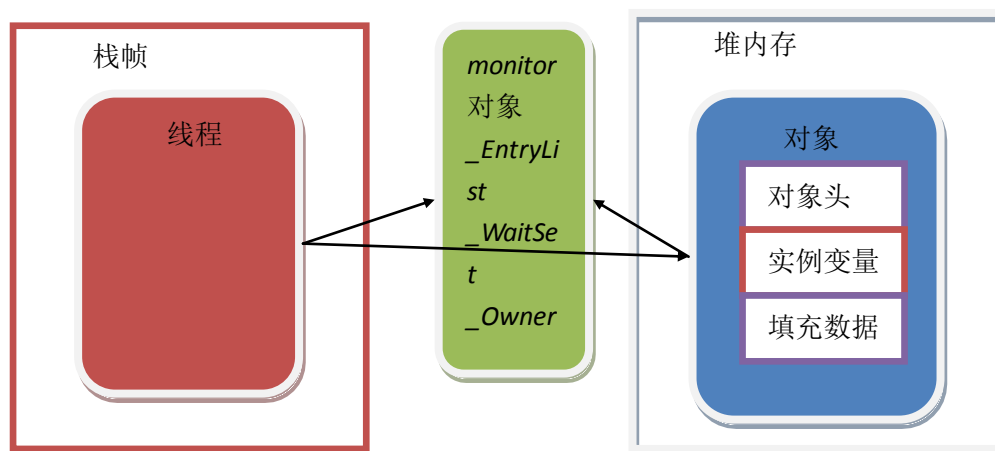 栈帧
线程
monitor
对象
_EntryLi
st
_WaitSe
t
_Owner
堆内存
对象
对象头
实例变量
填充数据